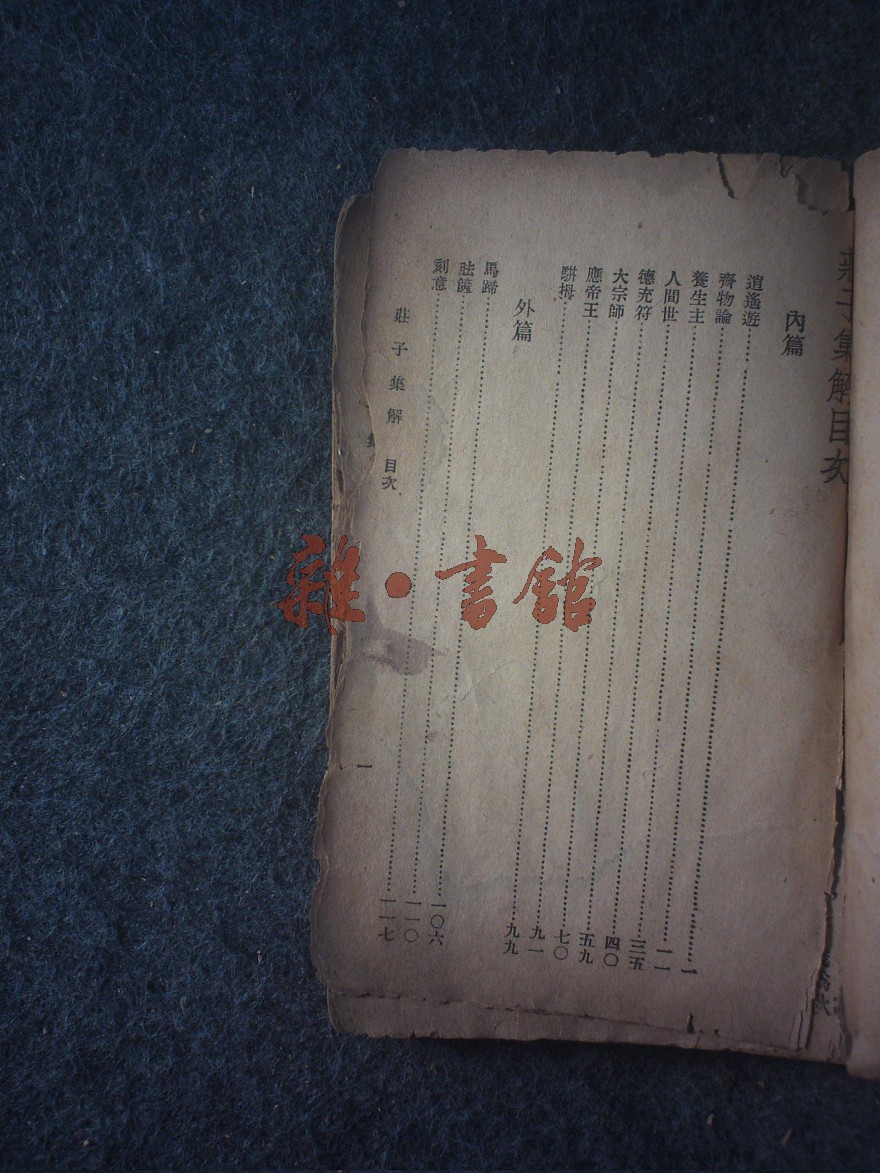 莊子集解目次
內篇
逍遙遊……一
齊物論……一一
養生主……三五
人間世……四〇
德充符……五九
大宗師……七〇
應帝王……九一
駢拇……九九
外篇
馬蹄……一〇六
胠篋……一一〇
刻意……一一七
莊子集解 目次
一
雜·書館